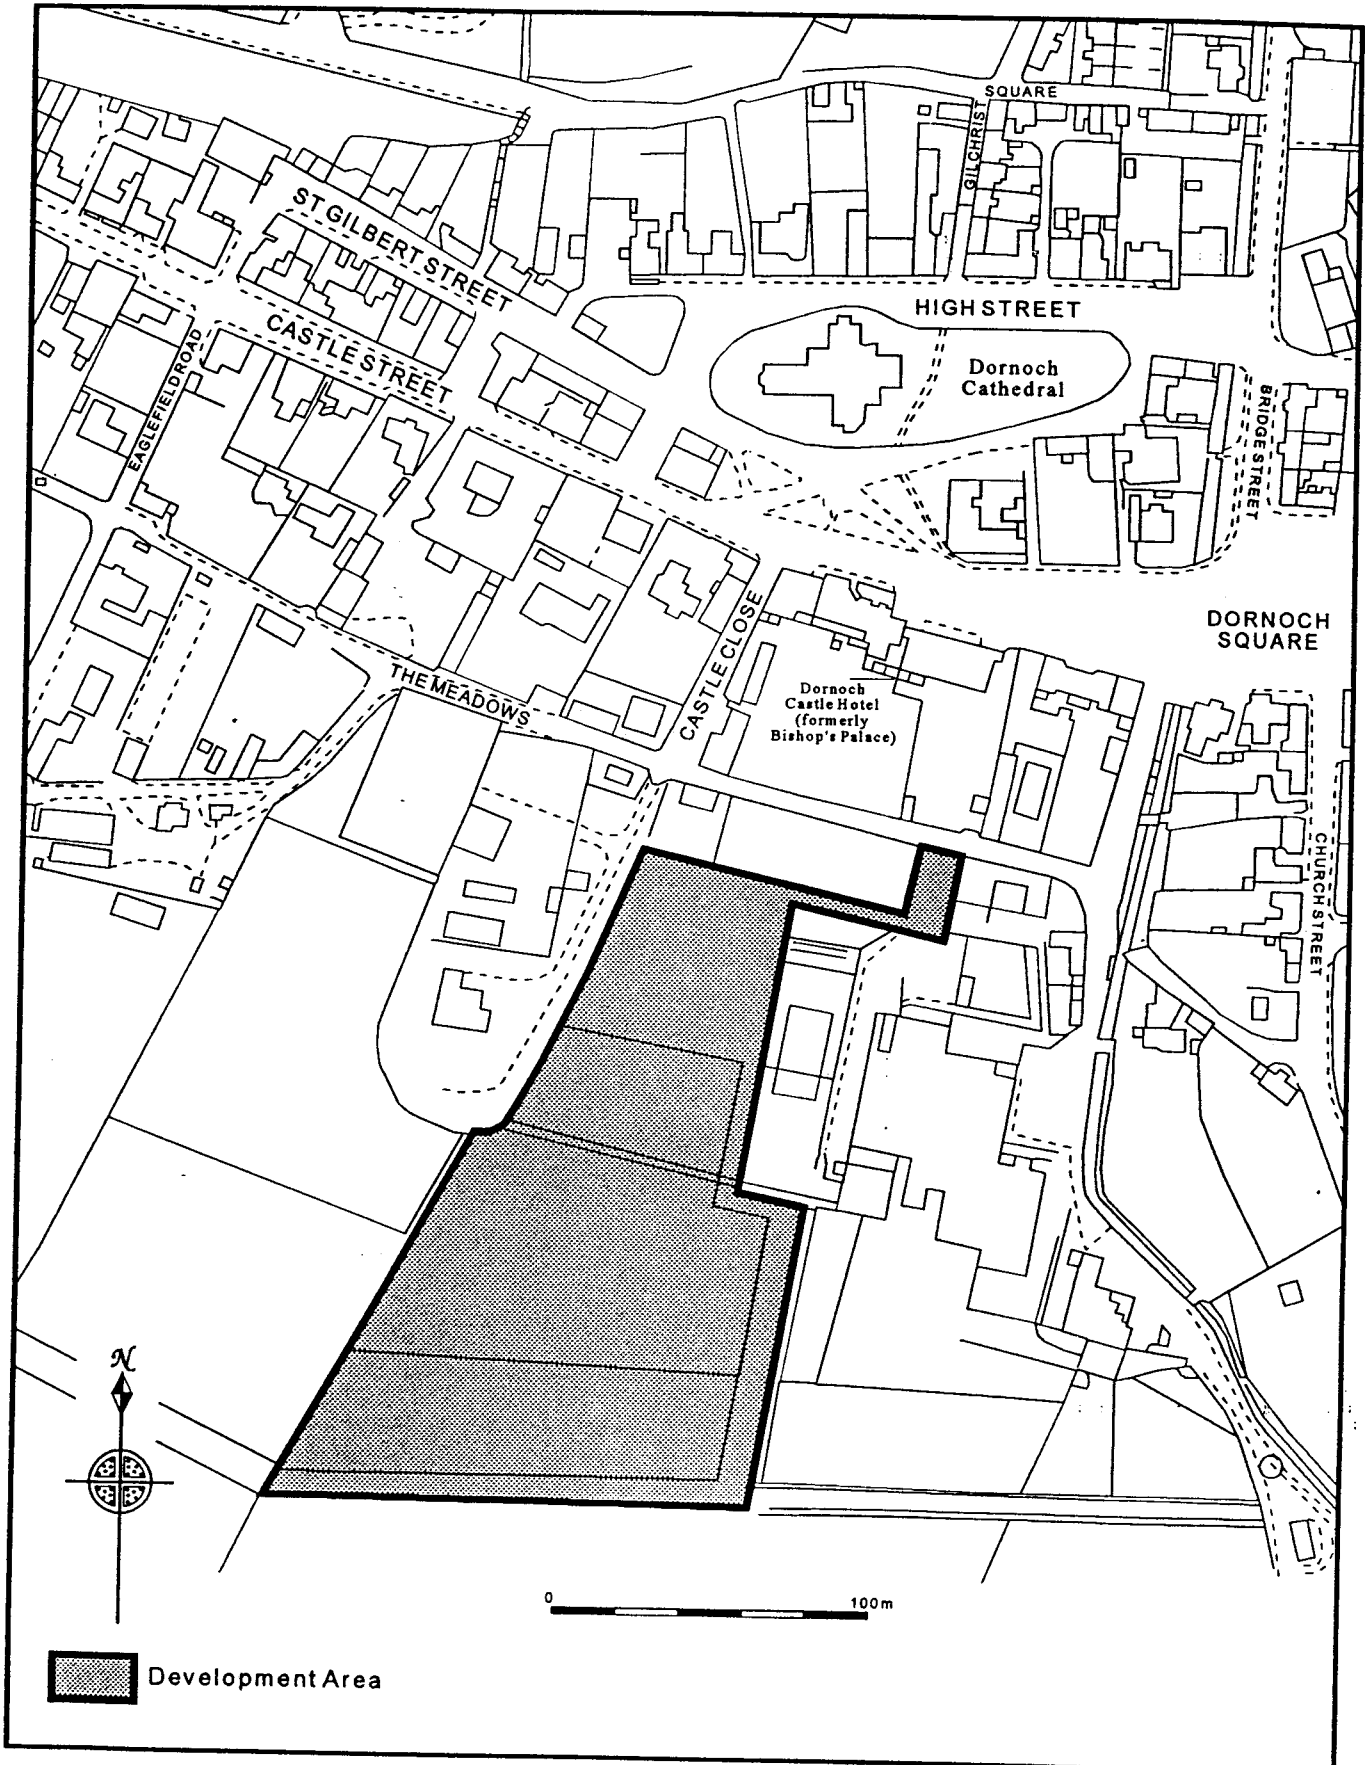 SQUARE
GILCHRIST
ST GILBERT STREET
HIGH STREET
CASTLE STREET
EAGLEFIELD ROAD
Dornoch
Cathedral
BRIDGE STREET
CASTLE CLOSE
DORNOCH
SQUARE
THE MEADOWS
Dornoch
Castle Hotel
(formerly
Bishop's Palace)
CHURCH STREET
N
0 100m
Development Area